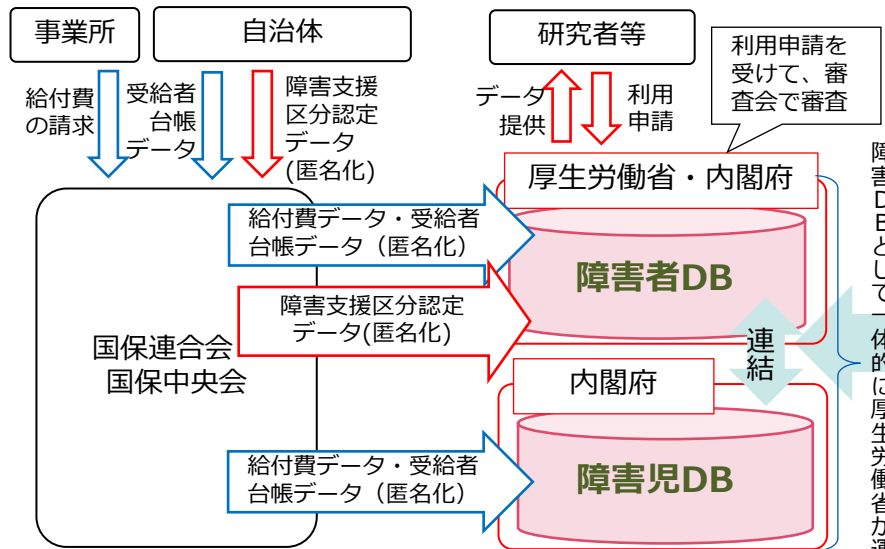 事業所
自治体
研究者等
利用申請を
受けて、審
査会で審査
給付費
の請求
受給者
台帳
データ
障害支援
区分認定
データ
(匿名化)
データ
提供
利用
申請
厚生労働省・内閣府
給付費データ・受給者
台帳データ（匿名化）
障害者DB
障害支援区分認定
データ(匿名化)
国保連合会
国保中央会
連結
内閣府
給付費データ・受給者
台帳データ（匿名化）
障害児DB
障害DBとして一体的に厚生労働省が運